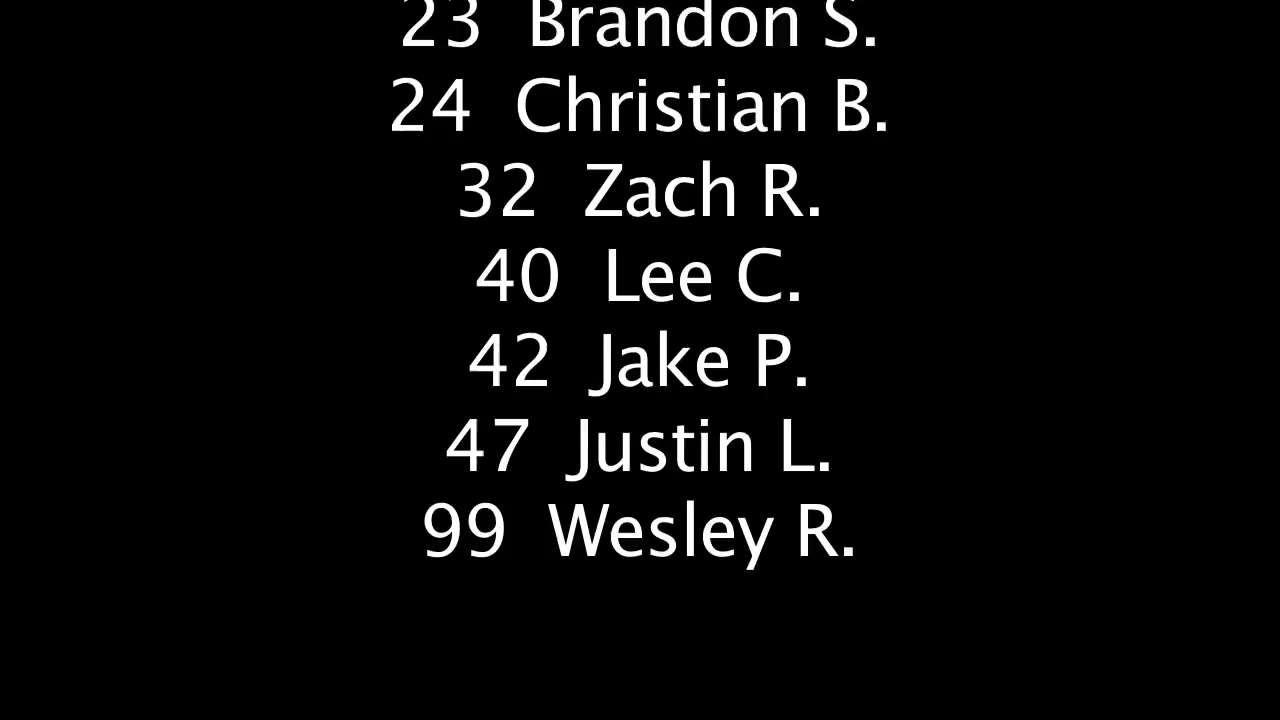 23 Brandon S.
24 Christian B.
32 Zach R.
40 Lee C.
42 Jake P.
47 Justin L.
99 Wesley R.